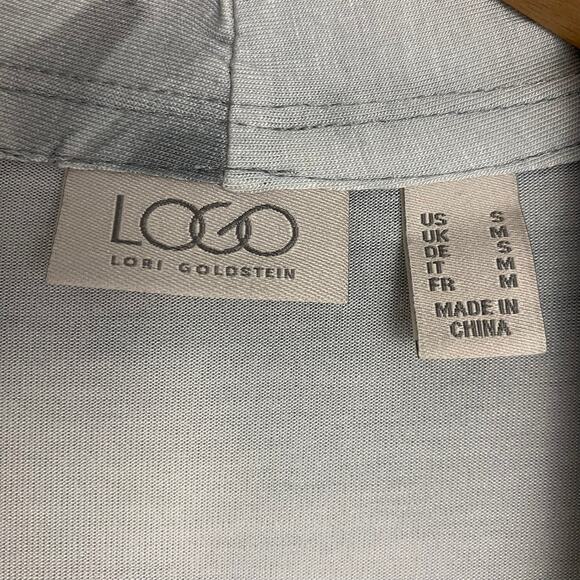 LOGO
LORI GOLDSTEIN
US S
UK M
DE S
IT M
FR M
MADE IN
CHINA